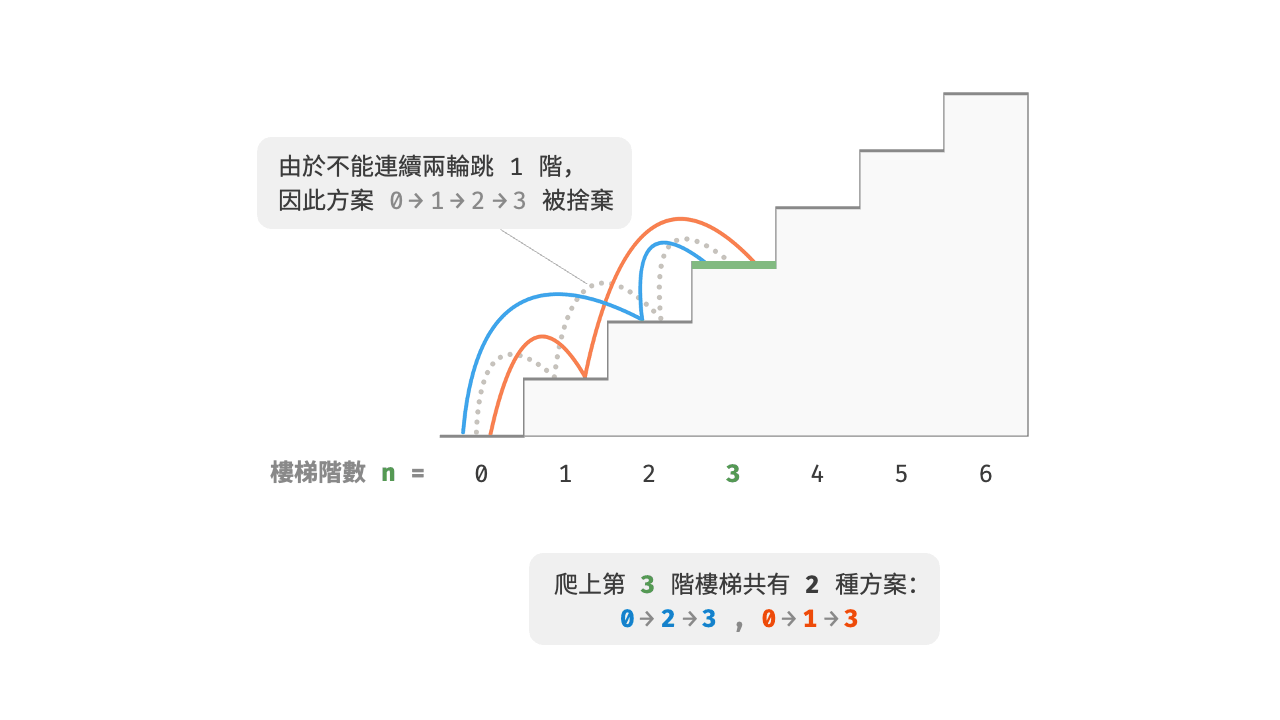 由於不能連續兩輪跳 1 階，
因此方案 0→1→2→3 被捨棄
樓梯階數 n = 0 1 2 3 4 5 6
爬上第 3 階樓梯共有 2 種方案：
0→2→3 , 0→1→3